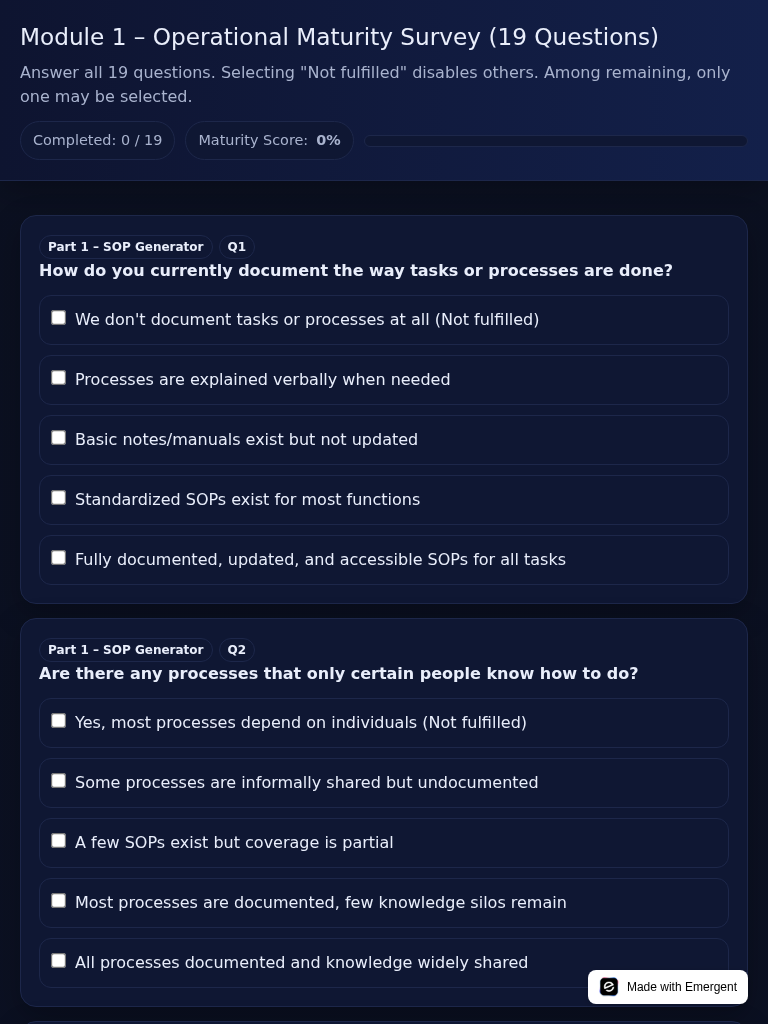 Module 1 – Operational Maturity Survey (19 Questions)
Answer all 19 questions. Selecting "Not fulfilled" disables others. Among remaining, only
one may be selected.
Completed: 0 / 19
Maturity Score: 0%
Part 1 – SOP Generator
Q1
How do you currently document the way tasks or processes are done?
We don't document tasks or processes at all (Not fulfilled)
Processes are explained verbally when needed
Basic notes/manuals exist but not updated
Standardized SOPs exist for most functions
Fully documented, updated, and accessible SOPs for all tasks
Part 1 – SOP Generator
Q2
Are there any processes that only certain people know how to do?
Yes, most processes depend on individuals (Not fulfilled)
Some processes are informally shared but undocumented
A few SOPs exist but coverage is partial
Most processes are documented, few knowledge silos remain
All processes documented and knowledge widely shared
Made with Emergent